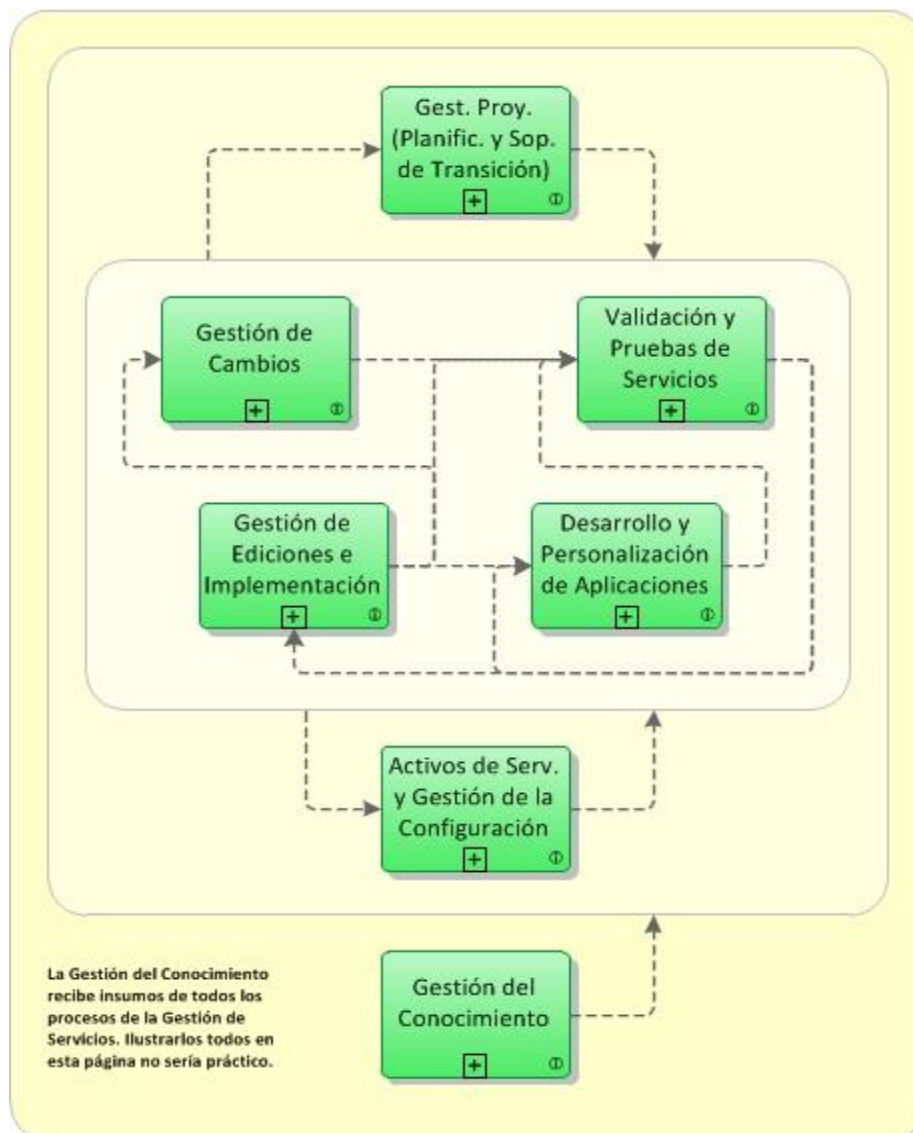 Gest. Proy.
(Planific. y Sop.
de Transición)
Gestión de
Cambios
Validación y
Pruebas de
Servicios
Gestión de
Ediciones e
Implementación
Desarrollo y
Personalización
de Aplicaciones
Activos de Serv.
y Gestión de la
Configuración
La Gestión del Conocimiento
recibe insumos de todos los
procesos de la Gestión de
Servicios. Ilustrarlos todos en
esta página no sería práctico.
Gestión del
Conocimiento